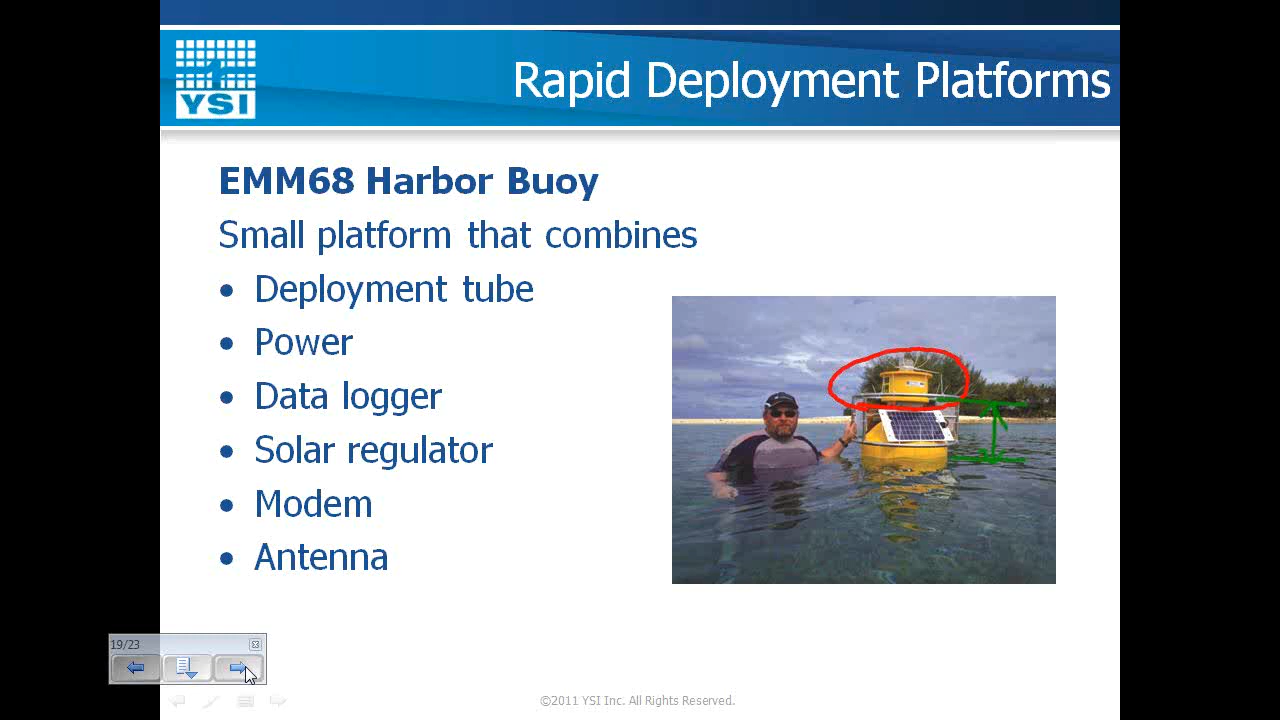 YSI
Rapid Deployment Platforms
EMM68 Harbor Buoy
Small platform that combines
• Deployment tube
• Power
• Data logger
• Solar regulator
• Modem
• Antenna
19/23
©2011 YSI Inc. All Rights Reserved.